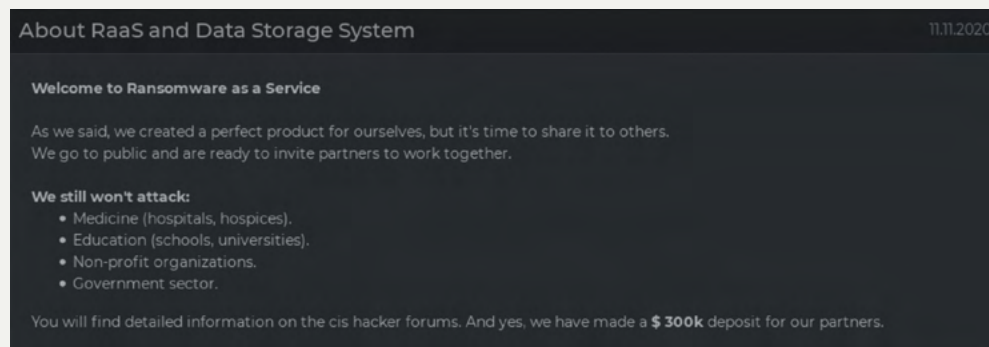 About RaaS and Data Storage System
11.11.2020
Welcome to Ransomware as a Service
As we said, we created a perfect product for ourselves, but it's time to share it to others.
We go to public and are ready to invite partners to work together.
We still won't attack:
• Medicine (hospitals, hospices).
• Education (schools, universities).
• Non-profit organizations.
• Government sector.
You will find detailed information on the cis hacker forums. And yes, we have made a $ 300k deposit for our partners.